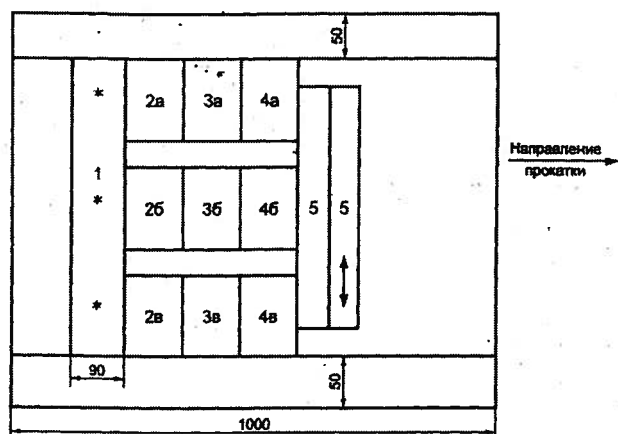 50
*
2а 3а 4а
Направление
прокатки
1
*
2б 3б 4б 5 5
*
2в 3в 4в
90
50
1000